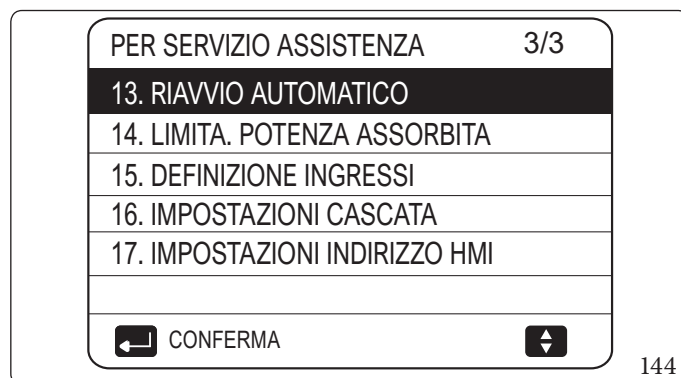 PER SERVIZIO ASSISTENZA 3/3
13. RIAVVIO AUTOMATICO
14. LIMITA. POTENZA ASSORBITA
15. DEFINIZIONE INGRESSI
16. IMPOSTAZIONI CASCATA
17. IMPOSTAZIONI INDIRIZZO HMI
CONFERMA
144